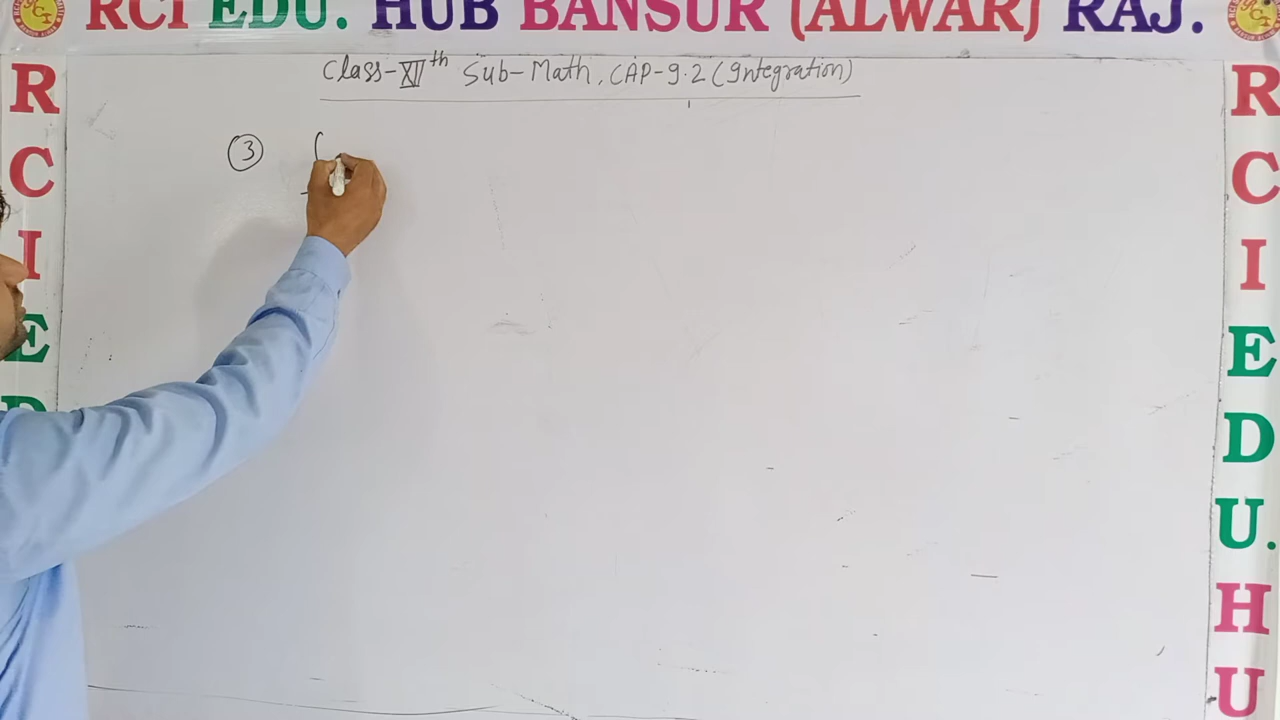 RCI EDU. HUB BANSUR (ALWAR) RAJ.
Class-XIIth Sub-Math, CAP-9.2 (Integration)
3
R
C
I
E
D
R
C
I
E
D
U.
H
U